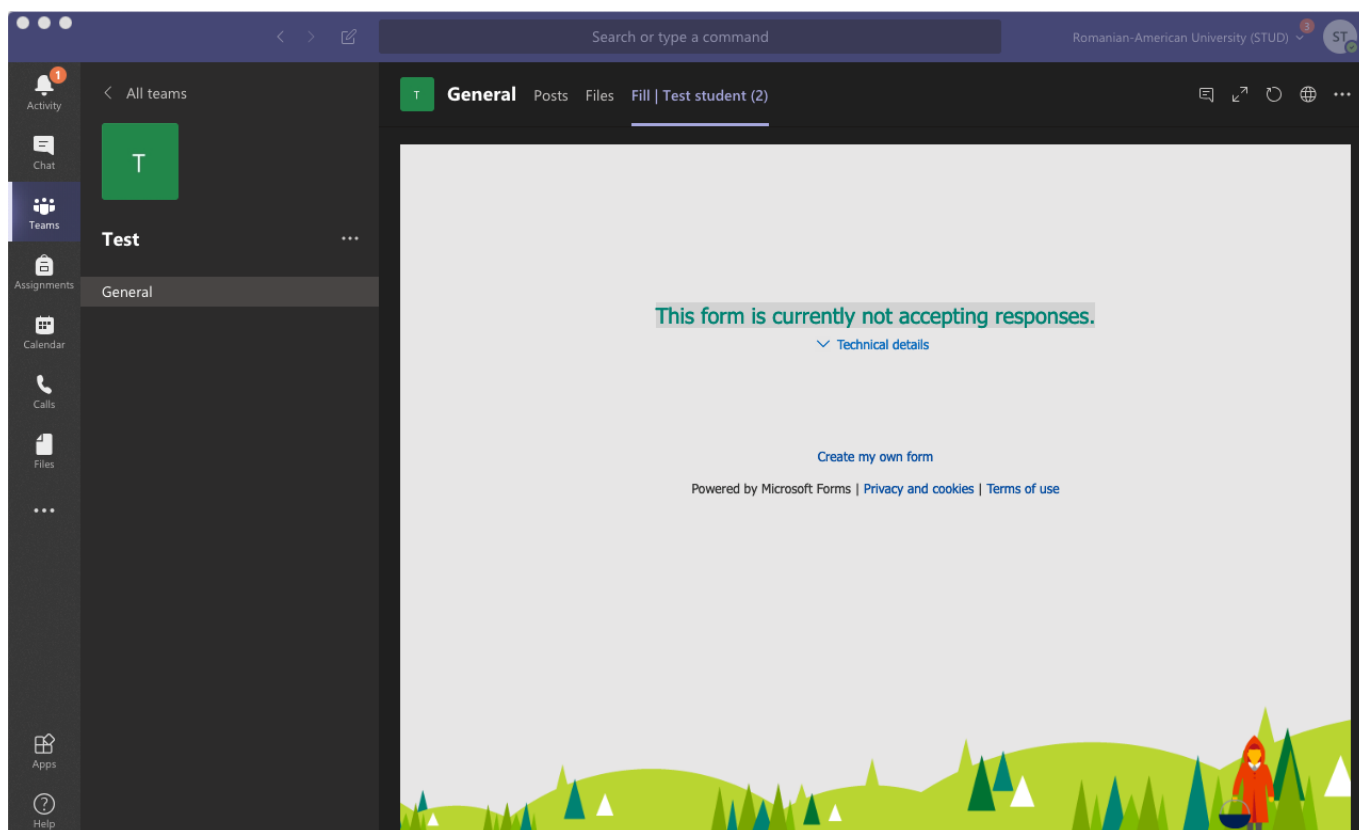 Search or type a command
Romanian-American University (STUD)
3
ST
1
Activity
Chat
Teams
Assignments
Calendar
Calls
Files
Apps
Help
All teams
T
Test
General
T General Posts Files Fill | Test student (2)
This form is currently not accepting responses.
Technical details
Create my own form
Powered by Microsoft Forms | Privacy and cookies | Terms of use